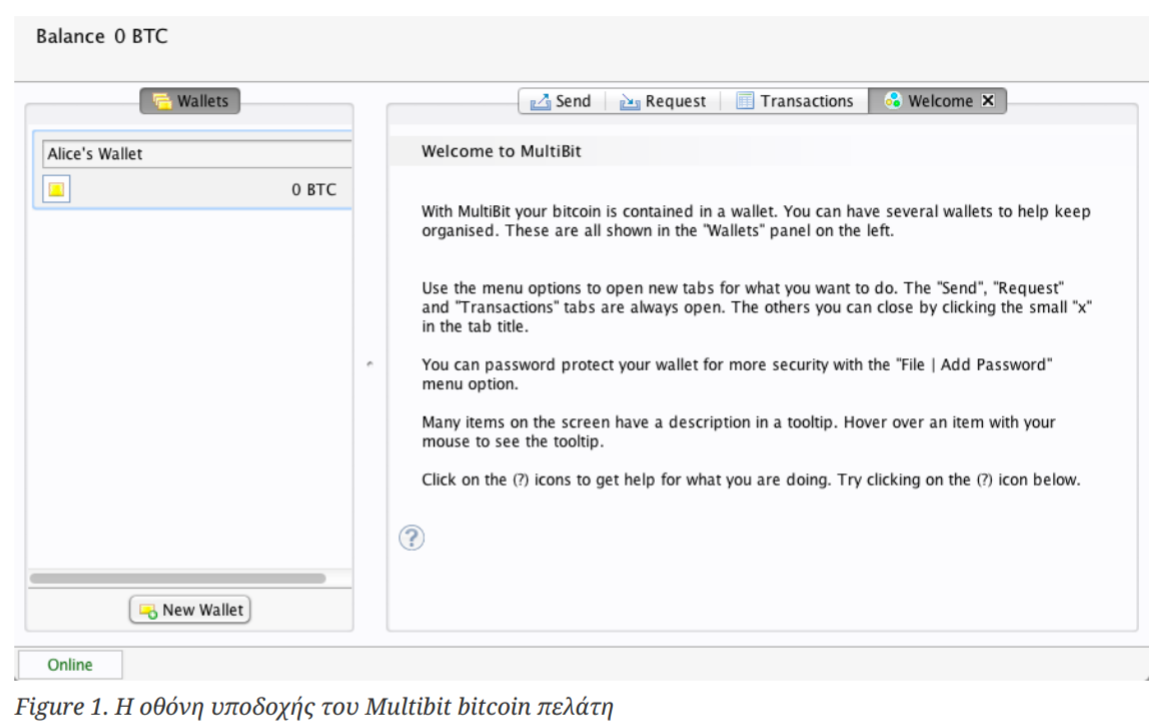 Balance 0 BTC
Wallets
Send
Request
Transactions
Welcome
Alice's Wallet
0 BTC
New Wallet
Welcome to MultiBit
With MultiBit your bitcoin is contained in a wallet. You can have several wallets to help keep
organised. These are all shown in the "Wallets" panel on the left.
Use the menu options to open new tabs for what you want to do. The "Send", "Request"
and "Transactions" tabs are always open. The others you can close by clicking the small "x"
in the tab title.
You can password protect your wallet for more security with the "File | Add Password"
menu option.
Many items on the screen have a description in a tooltip. Hover over an item with your
mouse to see the tooltip.
Click on the (?) icons to get help for what you are doing. Try clicking on the (?) icon below.
?
Online
Figure 1. Η οθόνη υποδοχής του Multibit bitcoin πελάτη